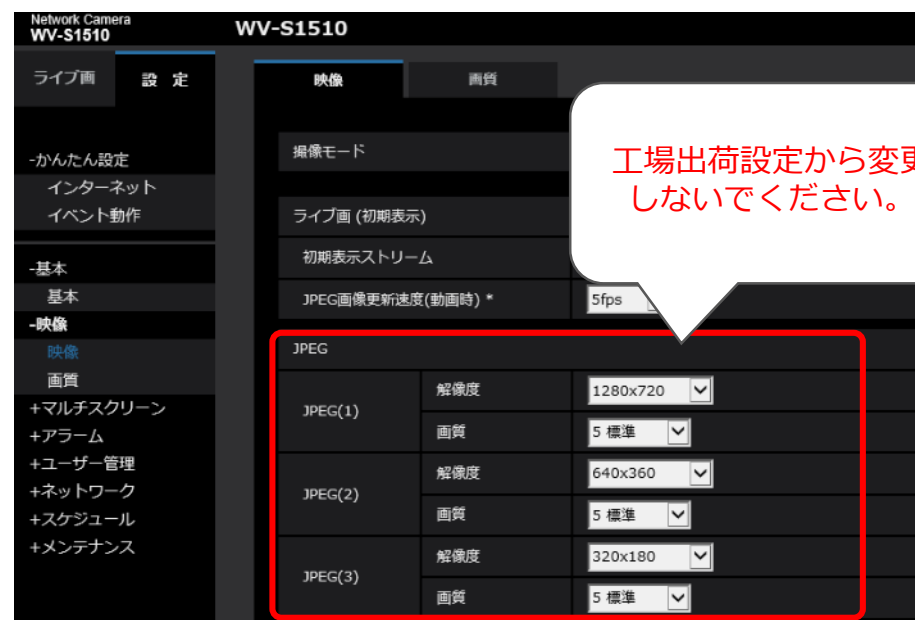 Network Camera
WV-S1510
WV-S1510
ライブ画
設 定
映像
画質
-かんたん設定
インターネット
イベント動作
-基本
基本
-映像
映像
画質
+マルチスクリーン
+アラーム
+ユーザー管理
+ネットワーク
+スケジュール
+メンテナンス
撮像モード
工場出荷設定から変更
しないでください。
ライブ画 (初期表示)
初期表示ストリーム
JPEG画像更新速度(動画時) *
5fps
JPEG
JPEG(1)
解像度
1280x720
画質
5 標準
JPEG(2)
解像度
640x360
画質
5 標準
JPEG(3)
解像度
320x180
画質
5 標準